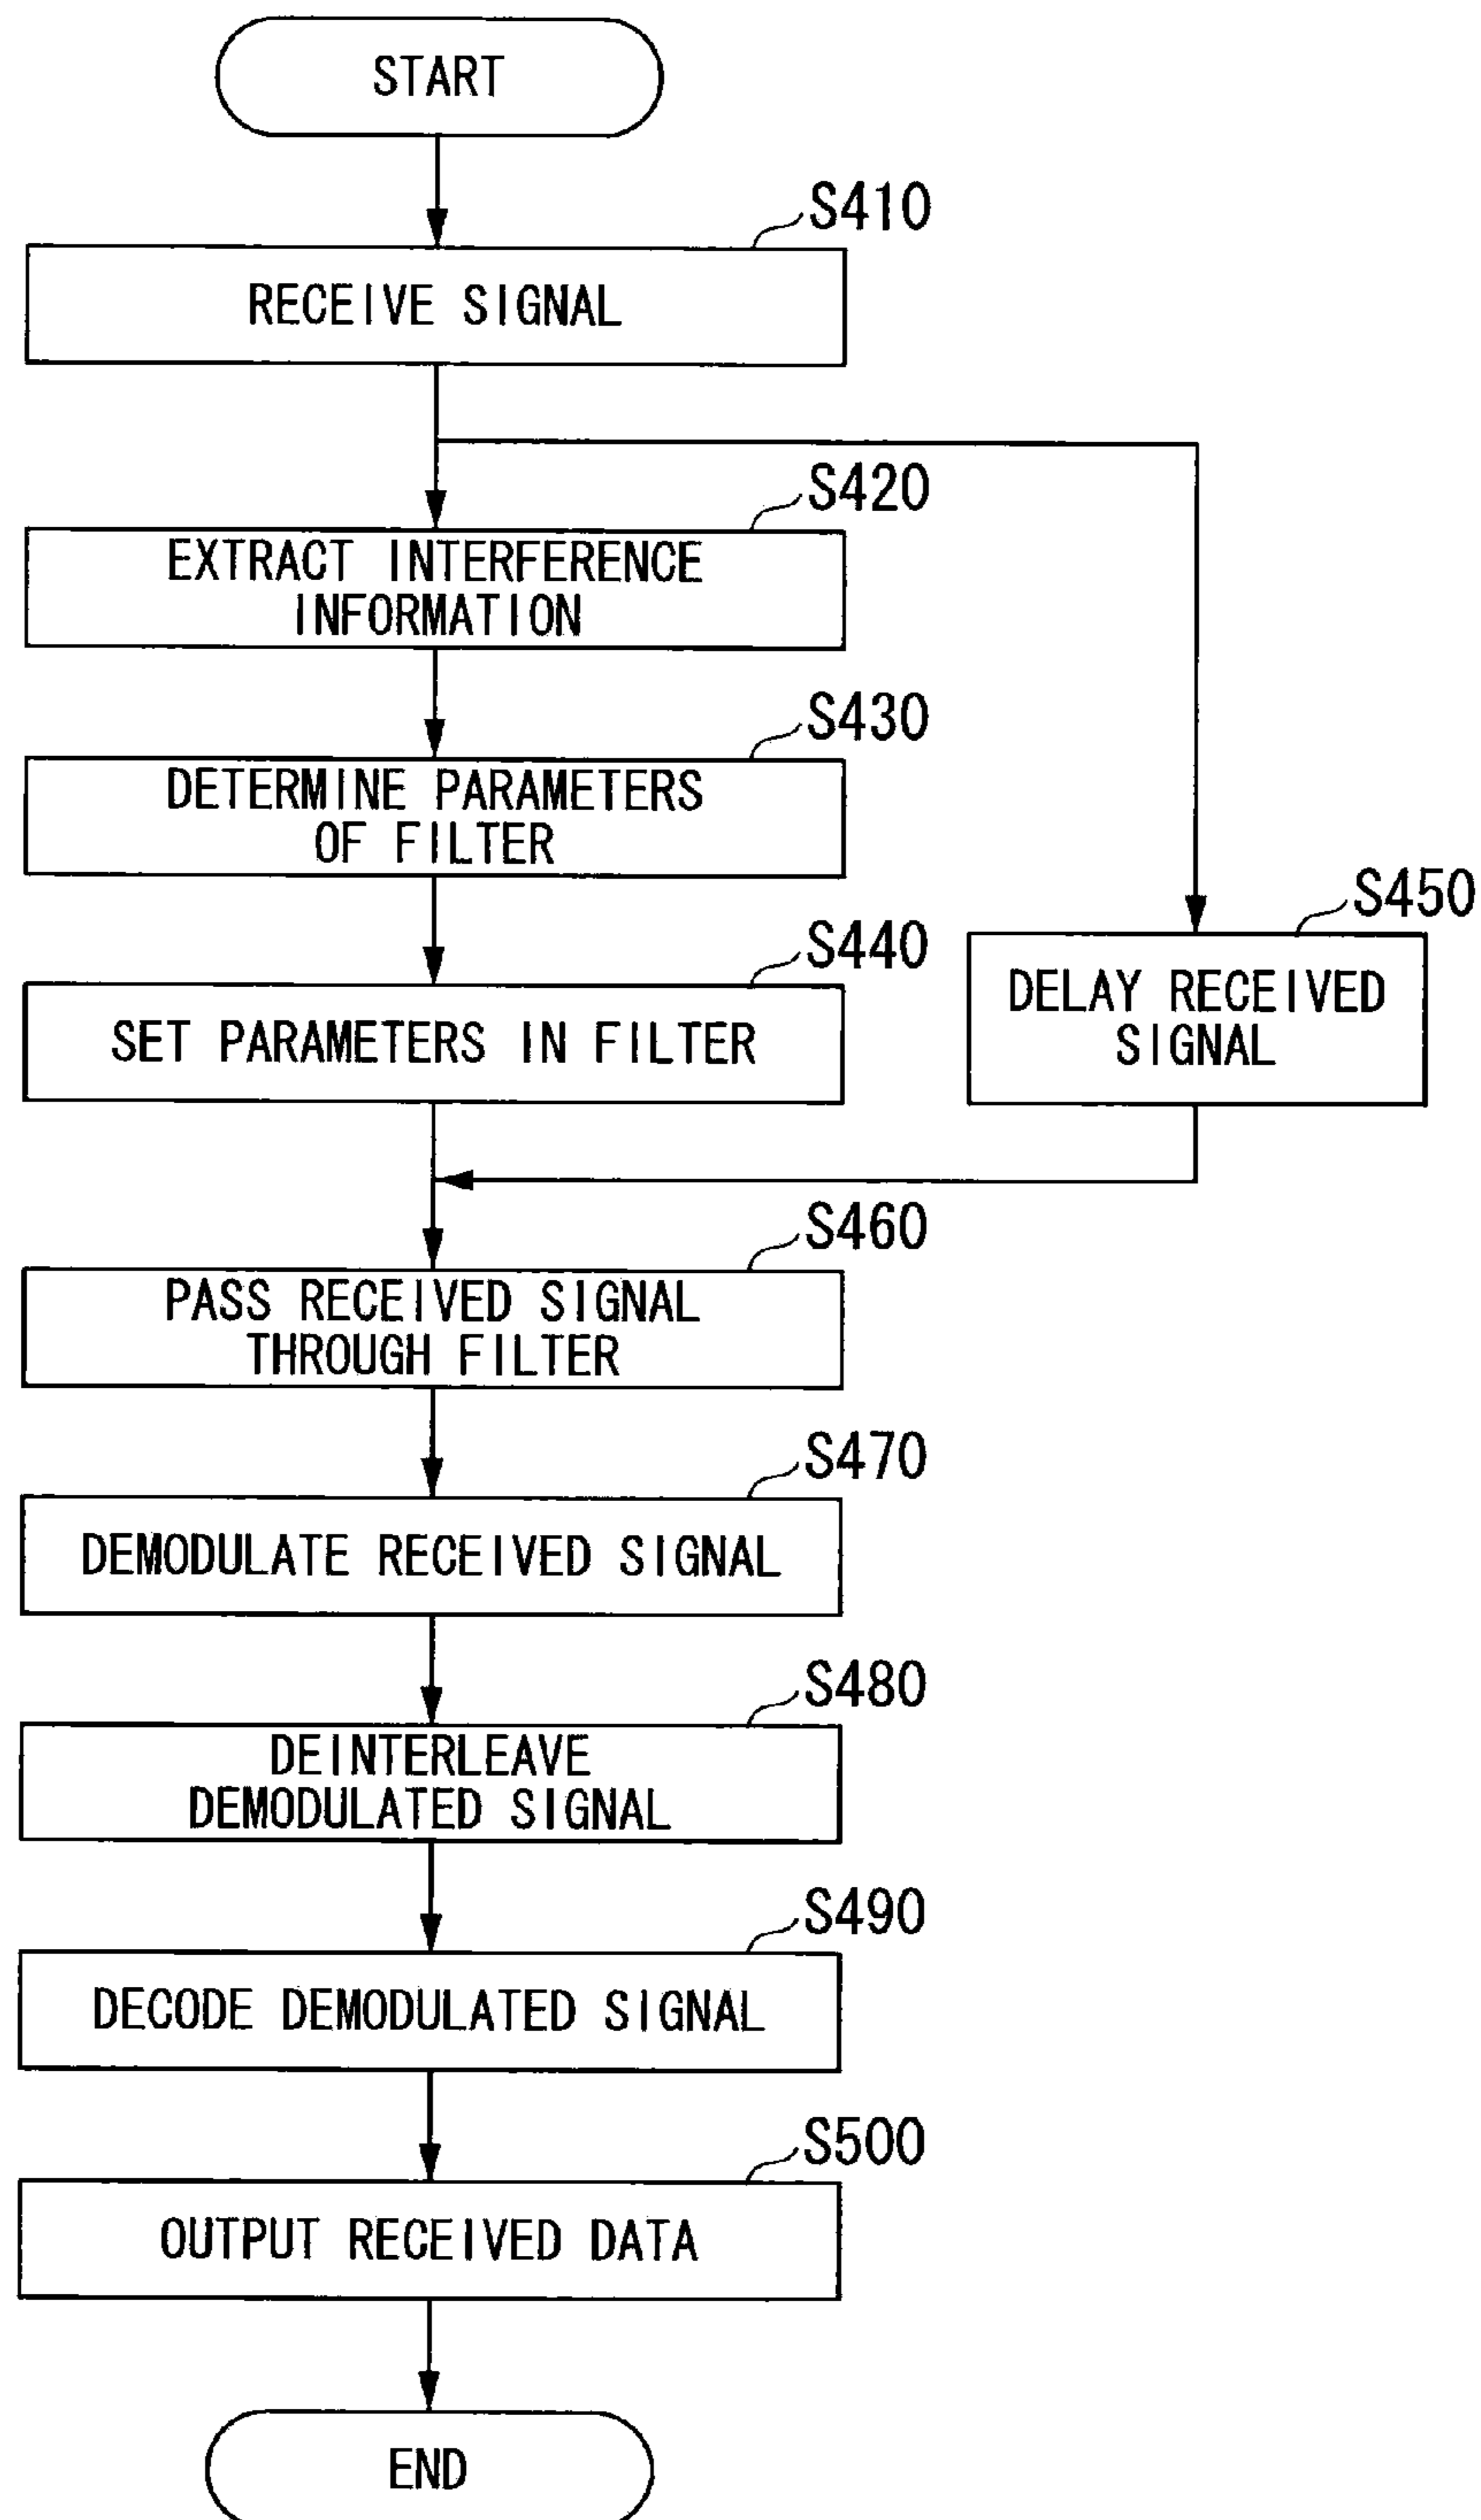 START
S410
RECEIVE SIGNAL
S420
EXTRACT INTERFERENCE
INFORMATION
S430
DETERMINE PARAMETERS
OF FILTER
S440
SET PARAMETERS IN FILTER
S450
DELAY RECEIVED
SIGNAL
S460
PASS RECEIVED SIGNAL
THROUGH FILTER
S470
DEMODULATE RECEIVED SIGNAL
S480
DEINTERLEAVE
DEMODULATED SIGNAL
S490
DECODE DEMODULATED SIGNAL
S500
OUTPUT RECEIVED DATA
END